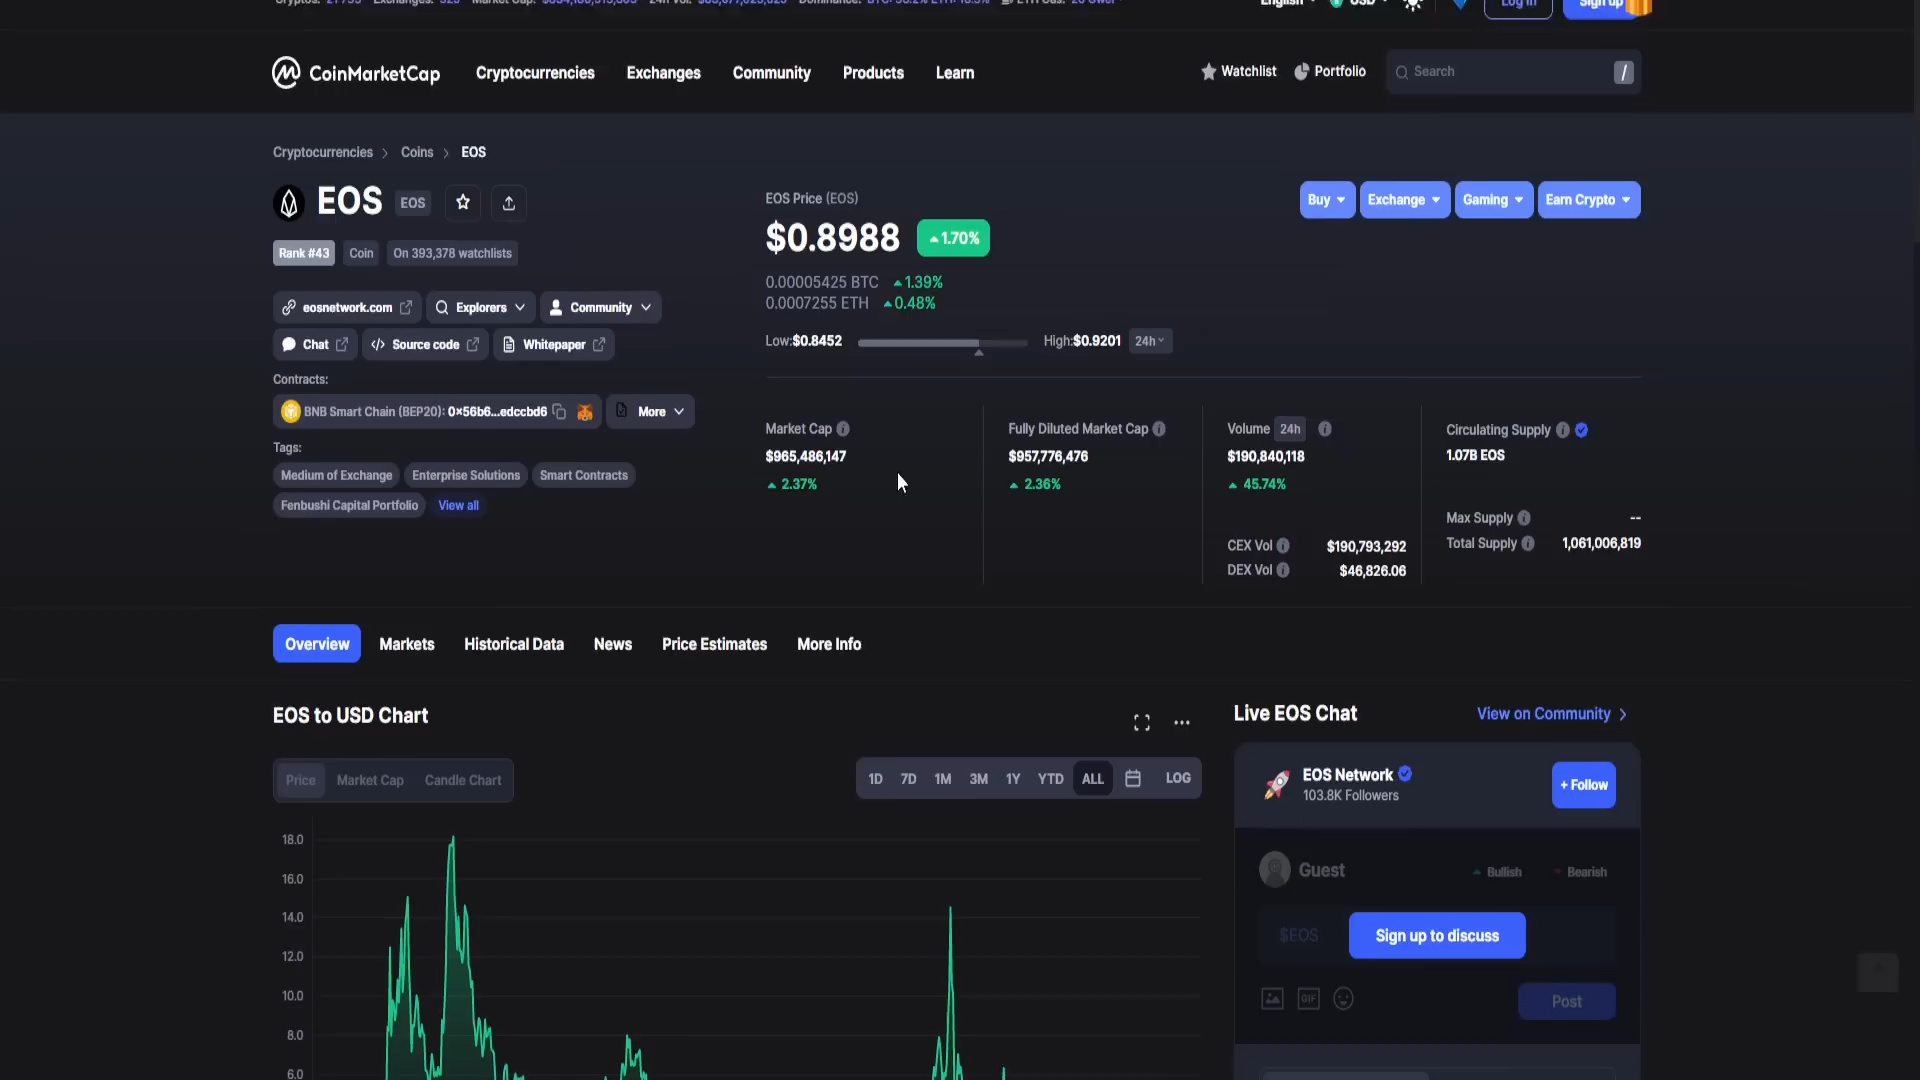 English USD Log In Sign up
CoinMarketCap Cryptocurrencies Exchanges Community Products Learn Watchlist Portfolio Search /
Cryptocurrencies > Coins > EOS
EOS EOS
Rank #43 Coin On 393,378 watchlists
eosnetwork.com Explorers Community
Chat Source code Whitepaper
Contracts:
BNB Smart Chain (BEP20): 0x56b6...edccbd6 More
Tags:
Medium of Exchange Enterprise Solutions Smart Contracts
Fenbushi Capital Portfolio View all
EOS Price (EOS)
$0.8988 1.70%
0.00005425 BTC 1.39%
0.0007255 ETH 0.48%
Low:$0.8452 High:$0.9201 24h
Buy Exchange Gaming Earn Crypto
Market Cap
$965,486,147
2.37%
Fully Diluted Market Cap
$957,776,476
2.36%
Volume 24h
$190,840,118
45.74%
CEX Vol $190,793,292
DEX Vol $46,826.06
Circulating Supply
1.07B EOS
Max Supply --
Total Supply 1,061,006,819
Overview Markets Historical Data News Price Estimates More Info
EOS to USD Chart
Price Market Cap Candle Chart 1D 7D 1M 3M 1Y YTD ALL LOG
18.0
16.0
14.0
12.0
10.0
8.0
6.0
Live EOS Chat View on Community >
EOS Network
103.8K Followers
+ Follow
Guest Bullish Bearish
$EOS Sign up to discuss
GIF Post